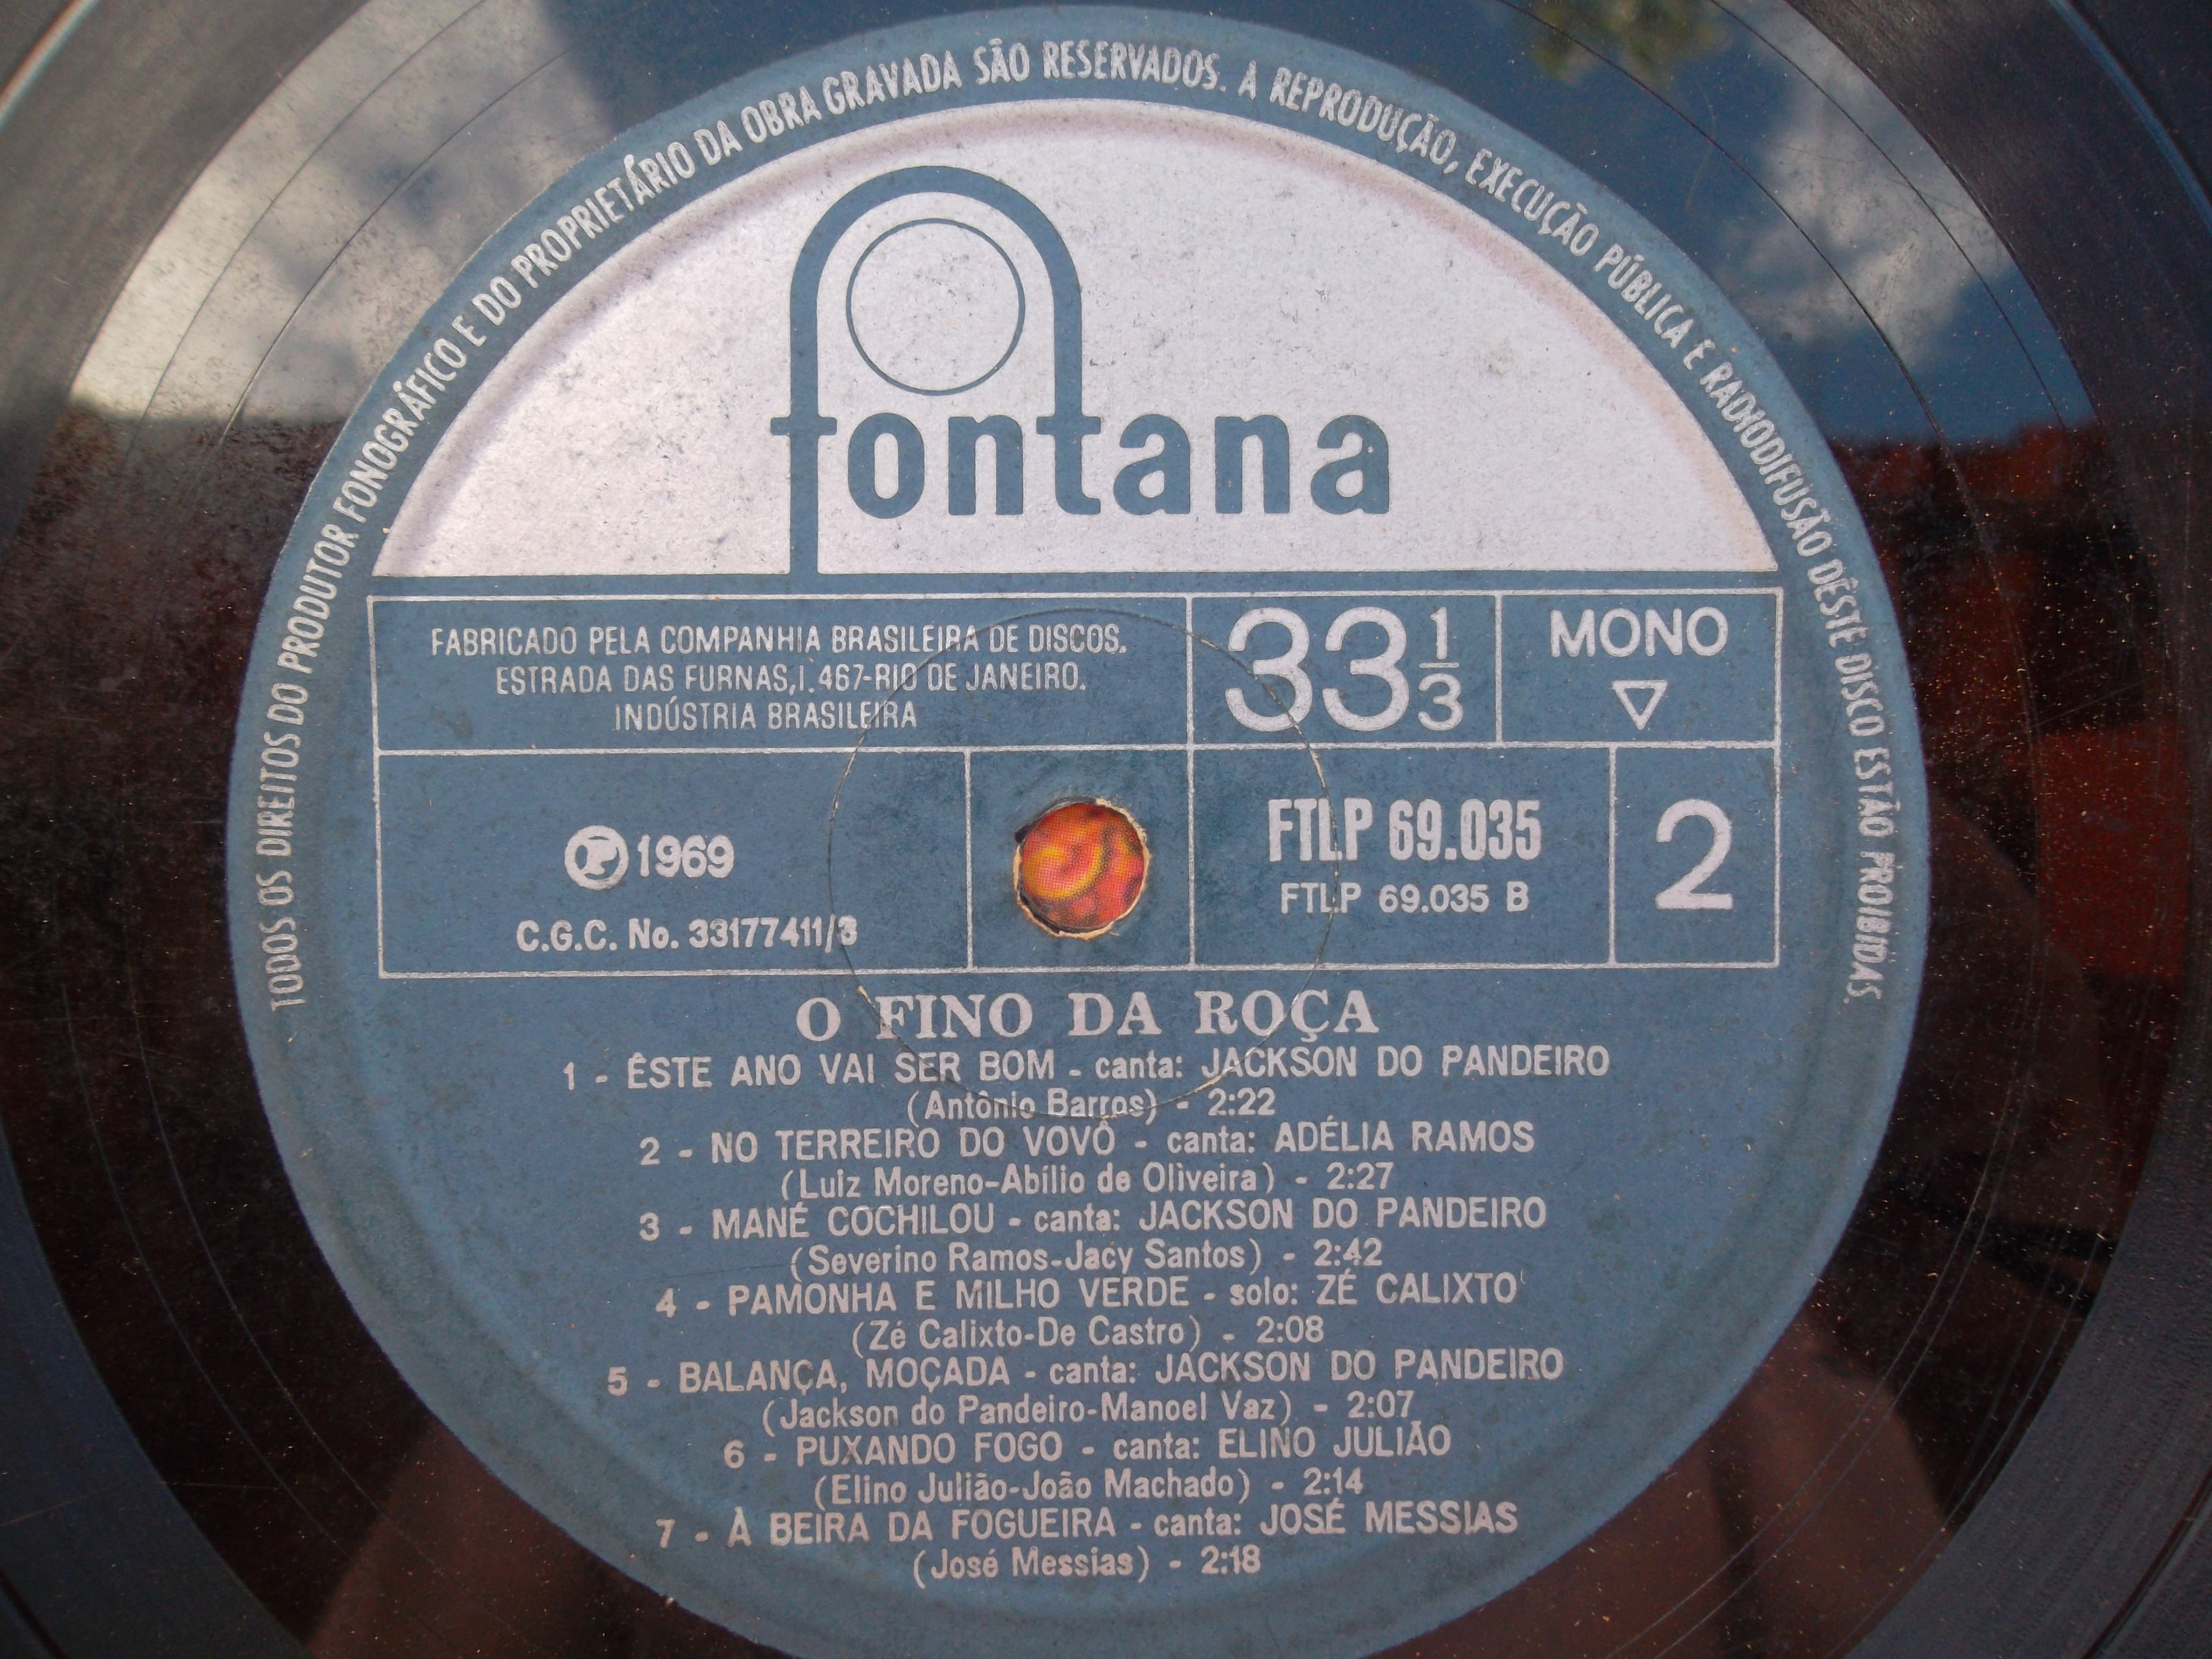 TODOS OS DIREITOS DO PRODUTOR FONOGRÁFICO E DO PROPRIETÁRIO DA OBRA GRAVADA SÃO RESERVADOS. A REPRODUÇÃO, EXECUÇÃO PÚBLICA E RADIODIFUSÃO DÊSTE DISCO ESTÃO PROIBIDAS.
fontana
FABRICADO PELA COMPANHIA BRASILEIRA DE DISCOS.
ESTRADA DAS FURNAS, 1.467-RIO DE JANEIRO.
INDÚSTRIA BRASILEIRA
33 1/3
MONO
℗ 1969
C.G.C. No. 33177411/3
FTLP 69.035
FTLP 69.035 B
2
O FINO DA ROÇA
1 - ÊSTE ANO VAI SER BOM - canta: JACKSON DO PANDEIRO
(Antônio Barros) - 2:22
2 - NO TERREIRO DO VOVÔ - canta: ADÉLIA RAMOS
(Luiz Moreno-Abílio de Oliveira) - 2:27
3 - MANÉ COCHILOU - canta: JACKSON DO PANDEIRO
(Severino Ramos-Jacy Santos) - 2:42
4 - PAMONHA E MILHO VERDE - solo: ZÉ CALIXTO
(Zé Calixto-De Castro) - 2:08
5 - BALANÇA, MOÇADA - canta: JACKSON DO PANDEIRO
(Jackson do Pandeiro-Manoel Vaz) - 2:07
6 - PUXANDO FOGO - canta: ELINO JULIÃO
(Elino Julião-João Machado) - 2:14
7 - À BEIRA DA FOGUEIRA - canta: JOSÉ MESSIAS
(José Messias) - 2:18